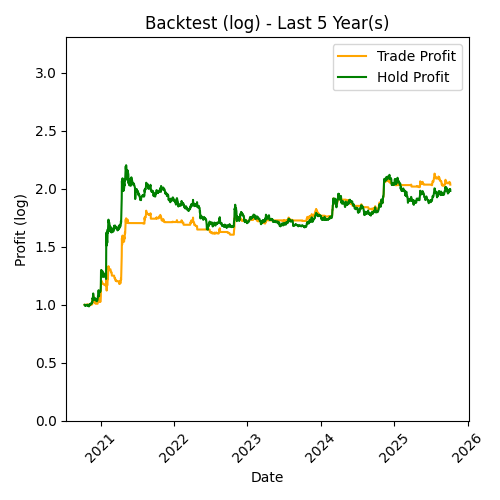 Backtest (log) - Last 5 Year(s)
Trade Profit
Hold Profit
Profit (log)
3.0
2.5
2.0
1.5
1.0
0.5
0.0
2021
2022
2023
2024
2025
2026
Date